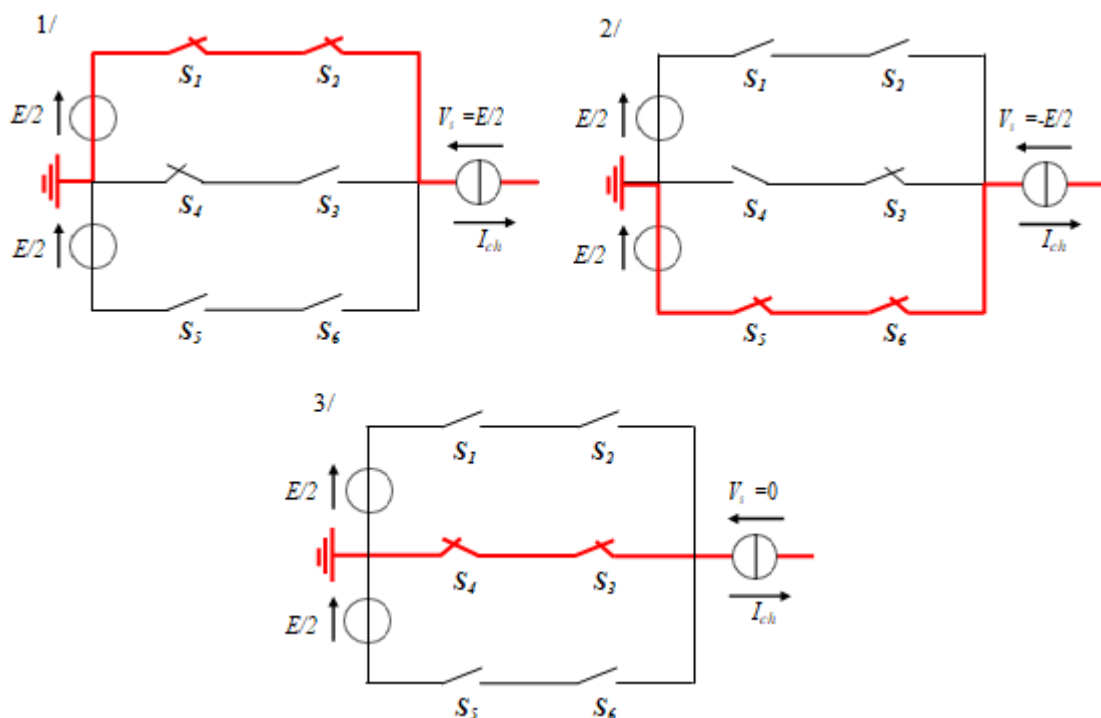 1/
S1 S2
E/2
Vs =E/2
S4 S3
Ich
E/2
S5 S6
2/
S1 S2
E/2
Vs =-E/2
S4 S3
Ich
E/2
S5 S6
3/
S1 S2
E/2
Vs =0
S4 S3
Ich
E/2
S5 S6